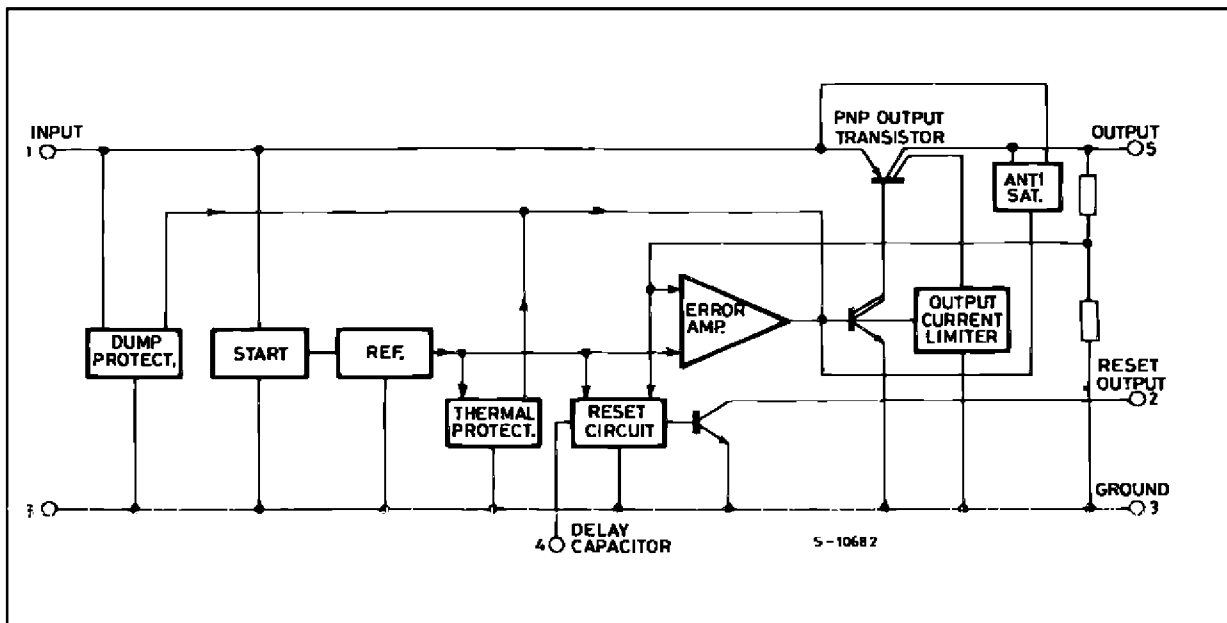 INPUT
1
PNP OUTPUT
TRANSISTOR
OUTPUT
5
ANTI
SAT.
DUMP
PROTECT.
START
REF.
ERROR
AMP.
OUTPUT
CURRENT
LIMITER
THERMAL
PROTECT.
RESET
CIRCUIT
RESET
OUTPUT
2
GROUND
3
4
DELAY
CAPACITOR
S-10682